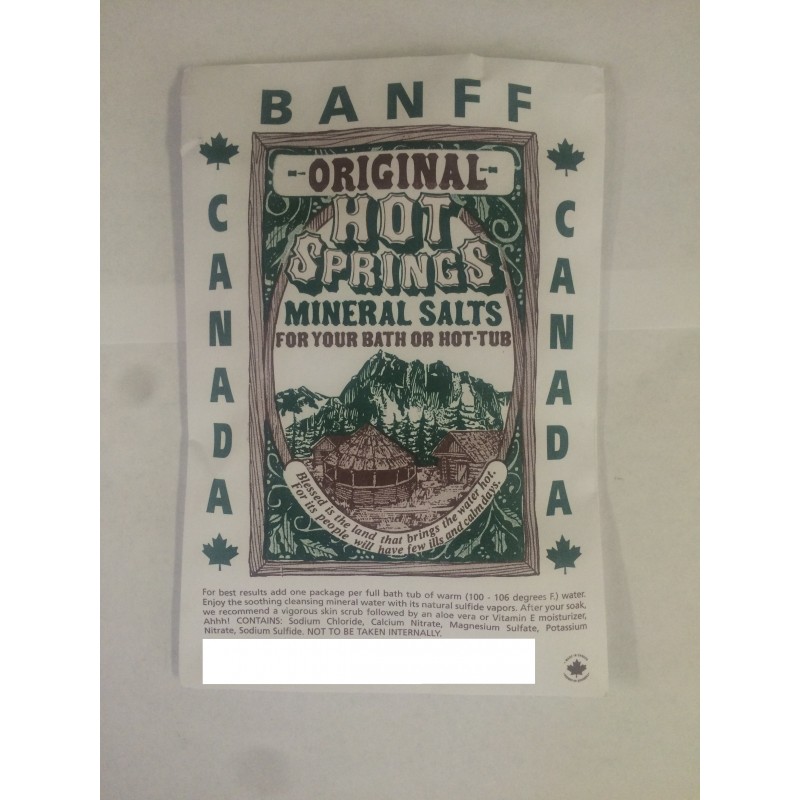 BANFF
CANADA
CANADA
ORIGINAL
HOT
SPRINGS
MINERAL SALTS
FOR YOUR BATH OR HOT-TUB
Blessed is the land that brings the water hot.
For its people will have few ills and calm days.
For best results add one package per full bath tub of warm (100 - 106 degrees F.) water.
Enjoy the soothing cleansing mineral water with its natural sulfide vapors. After your soak,
we recommend a vigorous skin scrub followed by an aloe vera or Vitamin E moisturizer,
Ahhh! CONTAINS: Sodium Chloride, Calcium Nitrate, Magnesium Sulfate, Potassium
Nitrate, Sodium Sulfide. NOT TO BE TAKEN INTERNALLY.